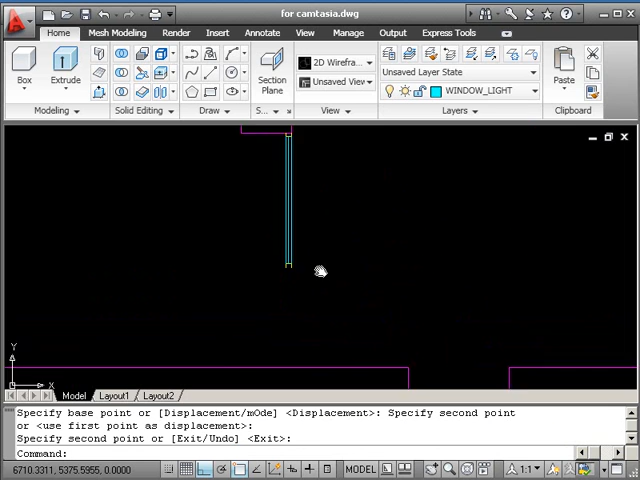 for camtasia.dwg
Home Mesh Modeling Render Insert Annotate View Manage Output Express Tools
Box Extrude Section Plane 2D Wirefra... Unsaved View Unsaved Layer State WINDOW_LIGHT Paste
Modeling Solid Editing Draw S... View Layers Clipboard
Y
X
Model Layout1 Layout2
Specify base point or [Displacement/mOde] <Displacement>: Specify second point
or <use first point as displacement>:
Specify second point or [Exit/Undo] <Exit>:
Command:
6710.3311, 5375.5955, 0.0000 MODEL 1:1